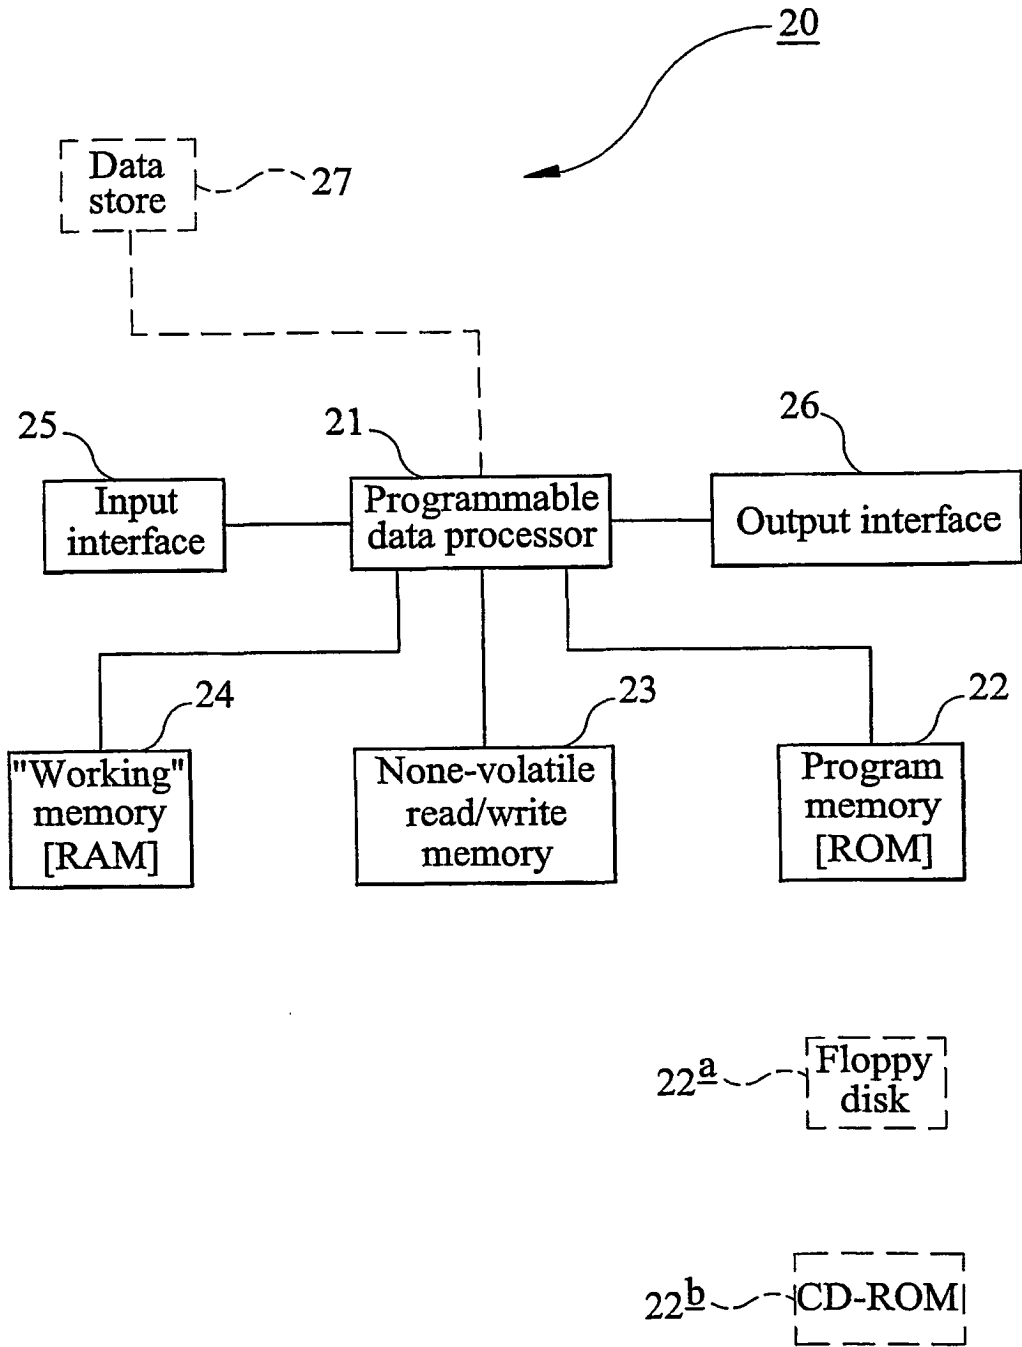 20
Data
store
27
25
21
26
Input
interface
Programmable
data processor
Output interface
24
23
22
"Working"
memory
[RAM]
None-volatile
read/write
memory
Program
memory
[ROM]
22a
Floppy
disk
22b
CD-ROM